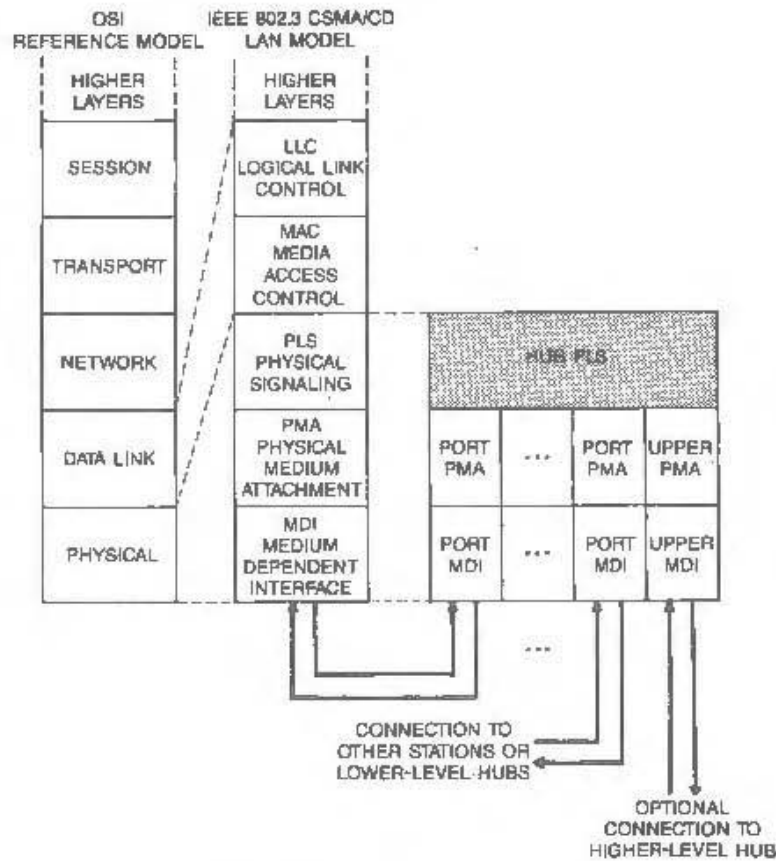 OSI
REFERENCE MODEL
HIGHER
LAYERS
SESSION
TRANSPORT
NETWORK
DATA LINK
PHYSICAL
IEEE 802.3 CSMA/CD
LAN MODEL
HIGHER
LAYERS
LLC
LOGICAL LINK
CONTROL
MAC
MEDIA
ACCESS
CONTROL
PLS
PHYSICAL
SIGNALING
PMA
PHYSICAL
MEDIUM
ATTACHMENT
MDI
MEDIUM
DEPENDENT
INTERFACE
HUB PLS
PORT
PMA
...
PORT
PMA
UPPER
PMA
PORT
MDI
...
PORT
MDI
UPPER
MDI
...
CONNECTION TO
OTHER STATIONS OR
LOWER-LEVEL-HUBS
OPTIONAL
CONNECTION TO
HIGHER-LEVEL HUB